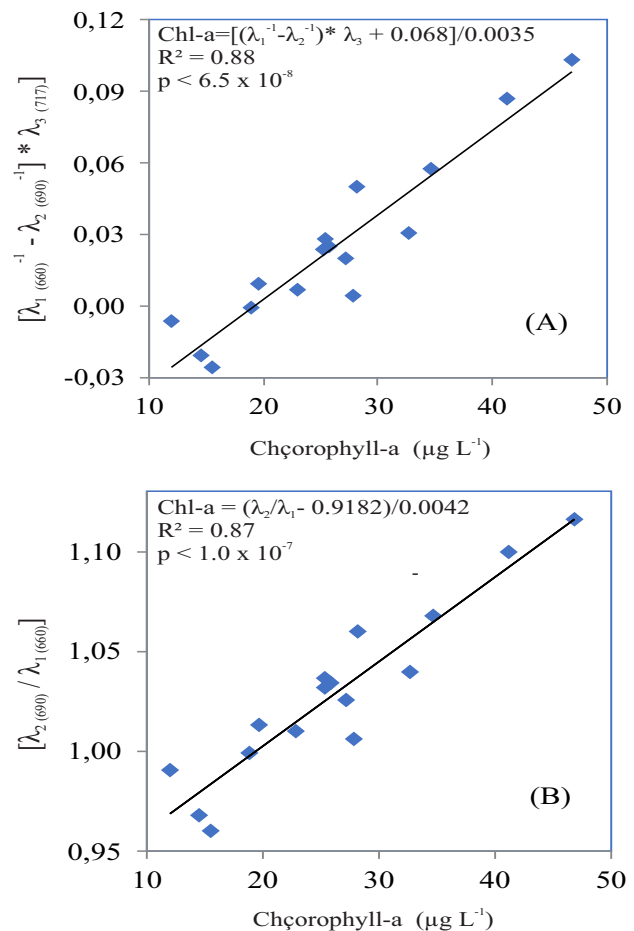 Chl-a=[(λ₁⁻¹-λ₂⁻¹)* λ₃ + 0.068]/0.0035
R² = 0.88
p < 6.5 x 10⁻⁸
0,12
0,09
0,06
0,03
0,00
-0,03
[λ₁ ₍₆₆₀₎⁻¹ - λ₂ ₍₆₉₀₎⁻¹] * λ₃ ₍₇₁₇₎
(A)
10 20 30 40 50
Chçorophyll-a (µg L⁻¹)
Chl-a = (λ₂/λ₁- 0.9182)/0.0042
R² = 0.87
p < 1.0 x 10⁻⁷
-
1,10
1,05
1,00
0,95
[λ₂ ₍₆₉₀₎ / λ₁₍₆₆₀₎]
(B)
10 20 30 40 50
Chçorophyll-a (µg L⁻¹)